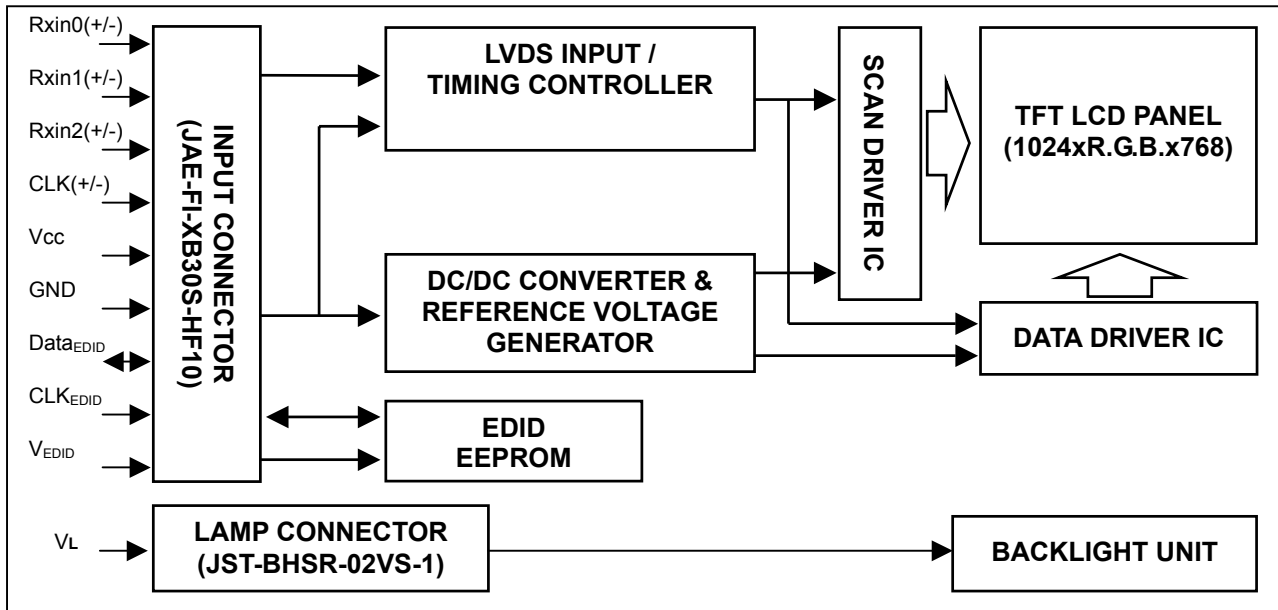 Rxin0(+/-)
Rxin1(+/-)
Rxin2(+/-)
CLK(+/-)
Vcc
GND
DataEDID
CLKEDID
VEDID
VL
INPUT CONNECTOR
(JAE-FI-XB30S-HF10)
LVDS INPUT /
TIMING CONTROLLER
DC/DC CONVERTER &
REFERENCE VOLTAGE
GENERATOR
EDID
EEPROM
SCAN DRIVER IC
TFT LCD PANEL
(1024xR.G.B.x768)
DATA DRIVER IC
LAMP CONNECTOR
(JST-BHSR-02VS-1)
BACKLIGHT UNIT